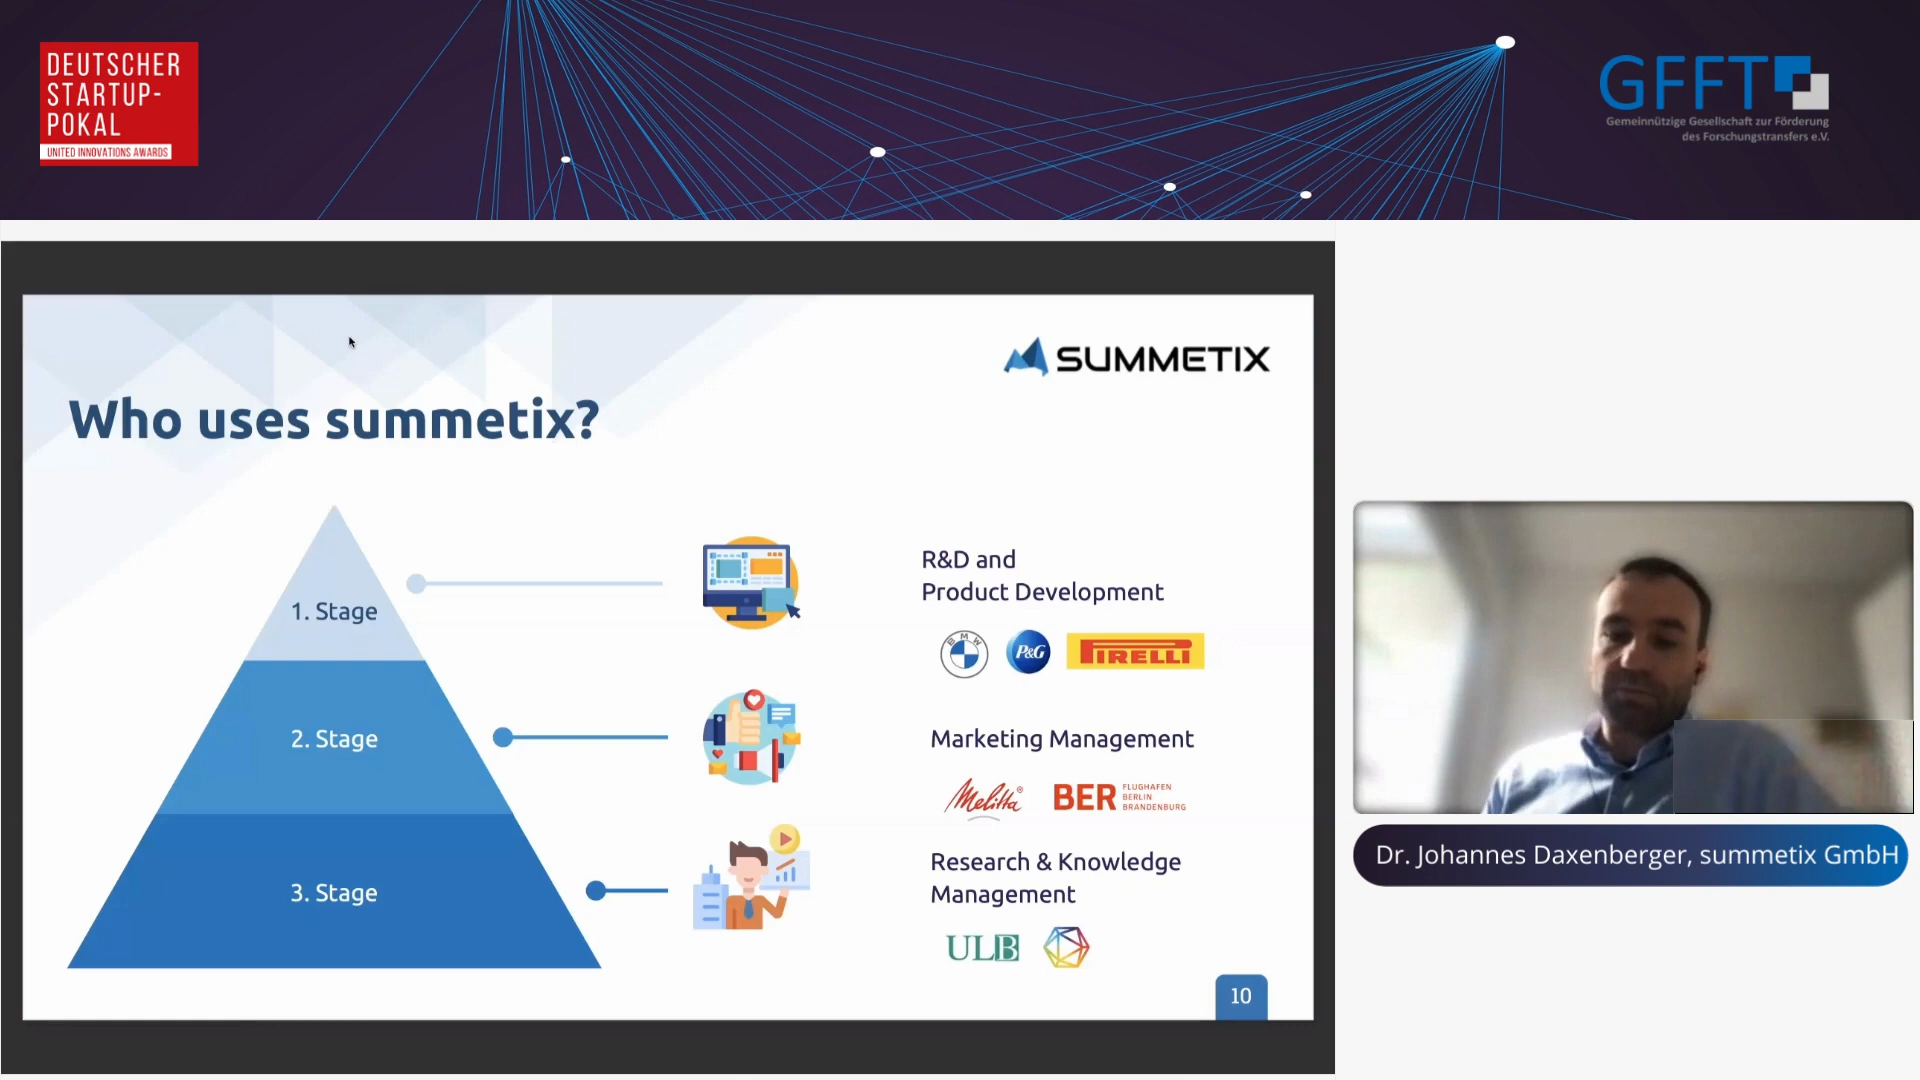 DEUTSCHER
STARTUP-
POKAL
UNITED INNOVATIONS AWARDS
GFFT
Gemeinnützige Gesellschaft zur Förderung
des Forschungstransfers e.V.
SUMMETIX
Who uses summetix?
1. Stage
R&D and
Product Development
BMW
P&G
PIRELLI
2. Stage
Marketing Management
Melitta®
BER FLUGHAFEN
BERLIN
BRANDENBURG
3. Stage
Research & Knowledge
Management
ULB
10
Dr. Johannes Daxenberger, summetix GmbH